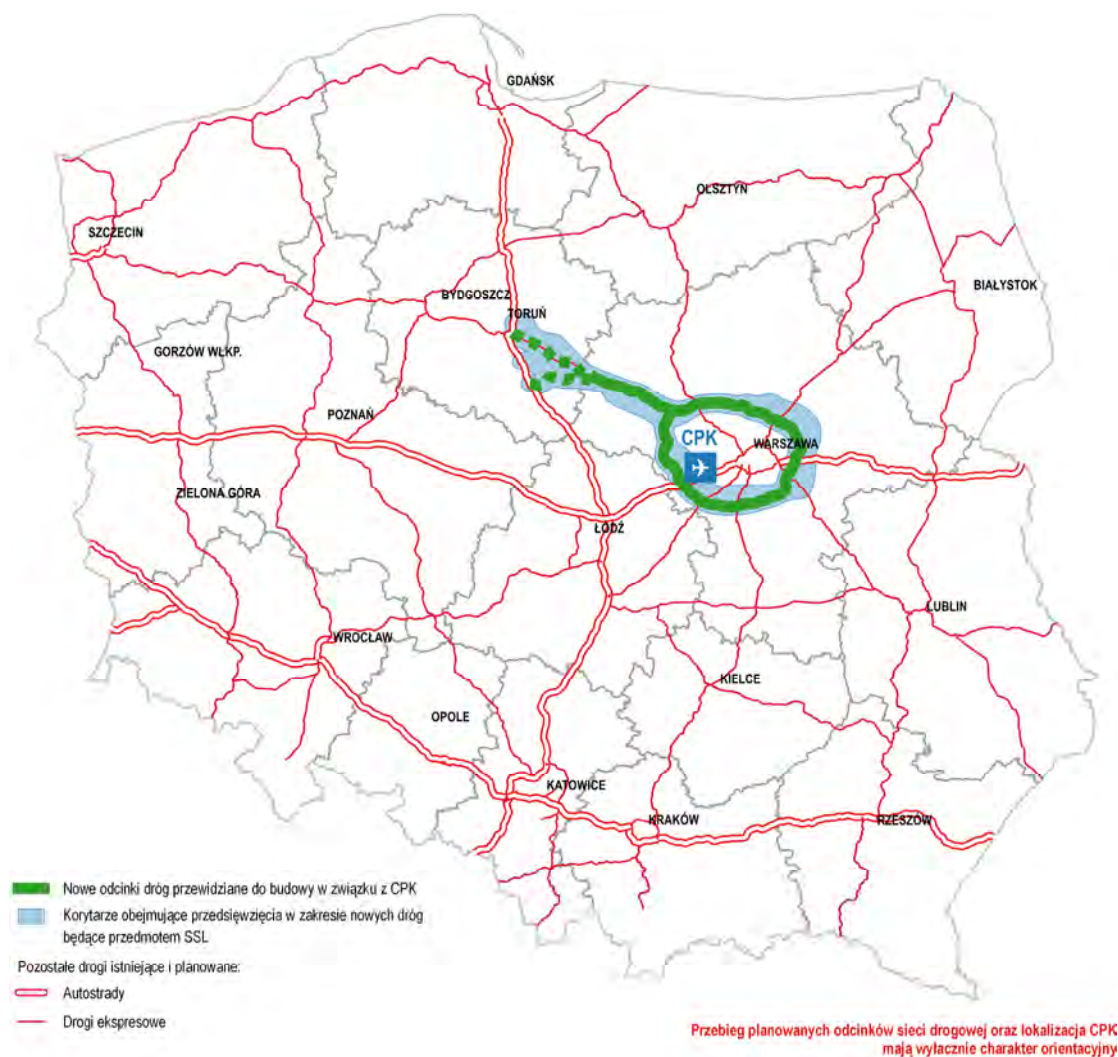 GDAŃSK
OLSZTYN
SZCZECIN
BIAŁYSTOK
BYDGOSZCZ
TORUŃ
GORZÓW WLKP.
POZNAŃ
CPK
WARSZAWA
ZIELONA GÓRA
ŁÓDŹ
LUBLIN
WROCŁAW
KIELCE
OPOLE
KATOWICE
KRAKÓW
RZESZÓW
Nowe odcinki dróg przewidziane do budowy w związku z CPK
Korytarze obejmujące przedsięwzięcia w zakresie nowych dróg
będące przedmotem SSL
Pozostałe drogi istniejące i planowane:
Autostrady
Drogi ekspresowe
Przebieg planowanych odcinków sieci drogowej oraz lokalizacja CPK
mają wyłacznie charakter orientacyjny